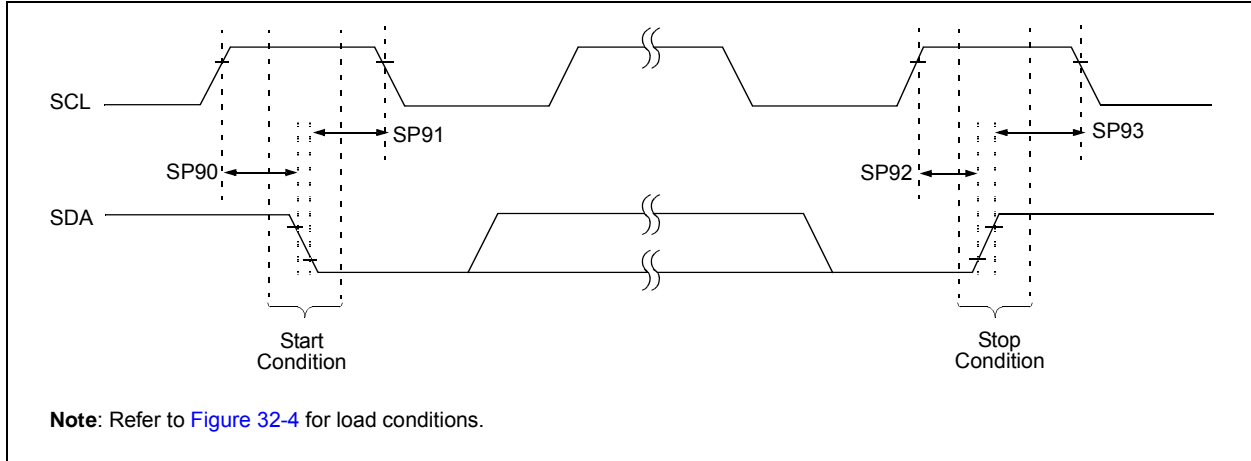 SCL
SP91
SP93
SP90
SP92
SDA
Start
Condition
Stop
Condition
Note: Refer to Figure 32-4 for load conditions.